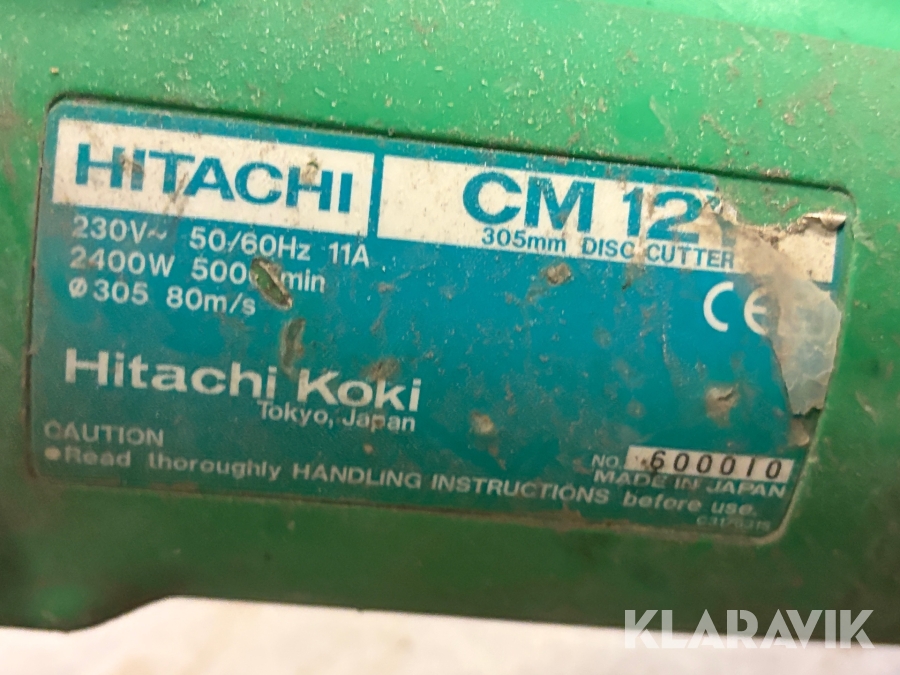 HITACHI
CM 12
305mm DISC CUTTER
230V~ 50/60Hz 11A
2400W min
ø305 80m/s
CE
Hitachi Koki
Tokyo, Japan
CAUTION
●Read thoroughly HANDLING INSTRUCTIONS before use.
NO. 600010
MADE IN JAPAN
KLARAVIK